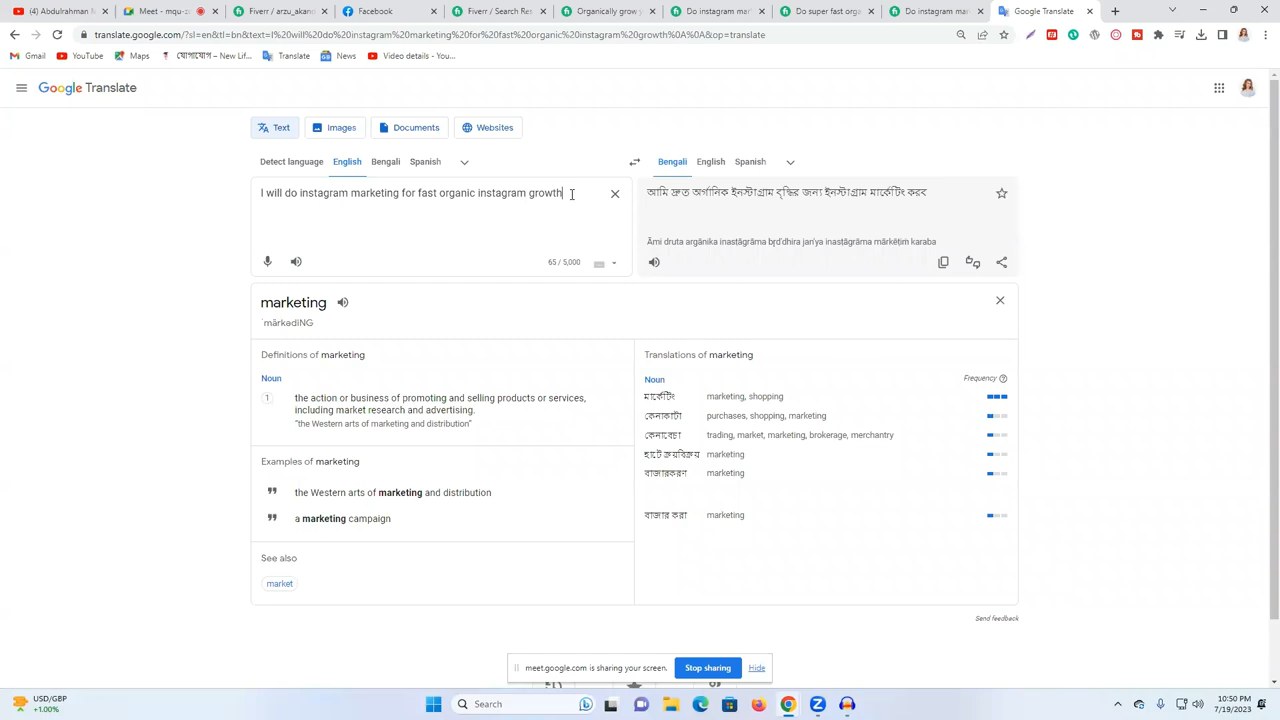 Abdulrahman N
Meet – mqu-z
Fiverr / arzu_akan
Facebook
Fiverr / Search Res
Organically grow y
Do instagram mar
Do super fast orga
Do instagram mar
Google Translate
translate.google.com/?sl=en&tl=bn&text=I%20will%20do%20instagram%20marketing%20for%20fast%20organic%20instagram%20growth%0A%0A&op=translate
Gmail
YouTube
Maps
যোগাযোগ – New Li...
Translate
News
Video details - You...
Google Translate
Text
Images
Documents
Websites
Detect language
English
Bengali
Spanish
Bengali
English
Spanish
I will do instagram marketing for fast organic instagram growth
আমি দ্রুত অর্গানিক ইনস্টাগ্রাম বৃদ্ধির জন্য ইনস্টাগ্রাম মার্কেটিং করব
Āmi druta argānika inasṭāgrāma br̥d'dhira jan'ya inasṭāgrāma mārkēṭiṁ karaba
65 / 5,000
marketing
ˈmärkədiNG
Definitions of marketing
Noun
1
the action or business of promoting and selling products or services,
including market research and advertising.
"the Western arts of marketing and distribution"
Examples of marketing
the Western arts of marketing and distribution
a marketing campaign
See also
market
Translations of marketing
Noun
Frequency
মার্কেটিং
marketing, shopping
কেনাকাটা
purchases, shopping, marketing
কেনাবেচা
trading, market, marketing, brokerage, merchantry
হাটে ক্রয়বিক্রয়
marketing
বাজারকরণ
marketing
বাজার করা
marketing
Send feedback
meet.google.com is sharing your screen.
Stop sharing
Hide
USD/GBP
+1.00%
Search
10:50 PM
7/19/2023